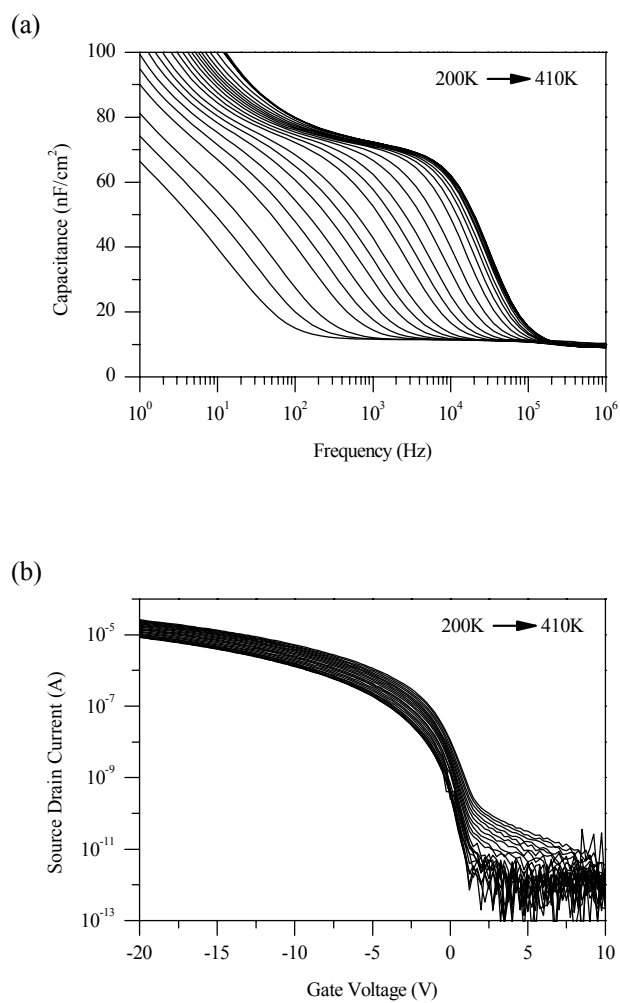 (a)
100
80
60
40
20
0
Capacitance (nF/cm²)
200K → 410K
10⁰ 10¹ 10² 10³ 10⁴ 10⁵ 10⁶
Frequency (Hz)
(b)
10⁻⁵
10⁻⁷
10⁻⁹
10⁻¹¹
10⁻¹³
Source Drain Current (A)
200K → 410K
-20 -15 -10 -5 0 5 10
Gate Voltage (V)